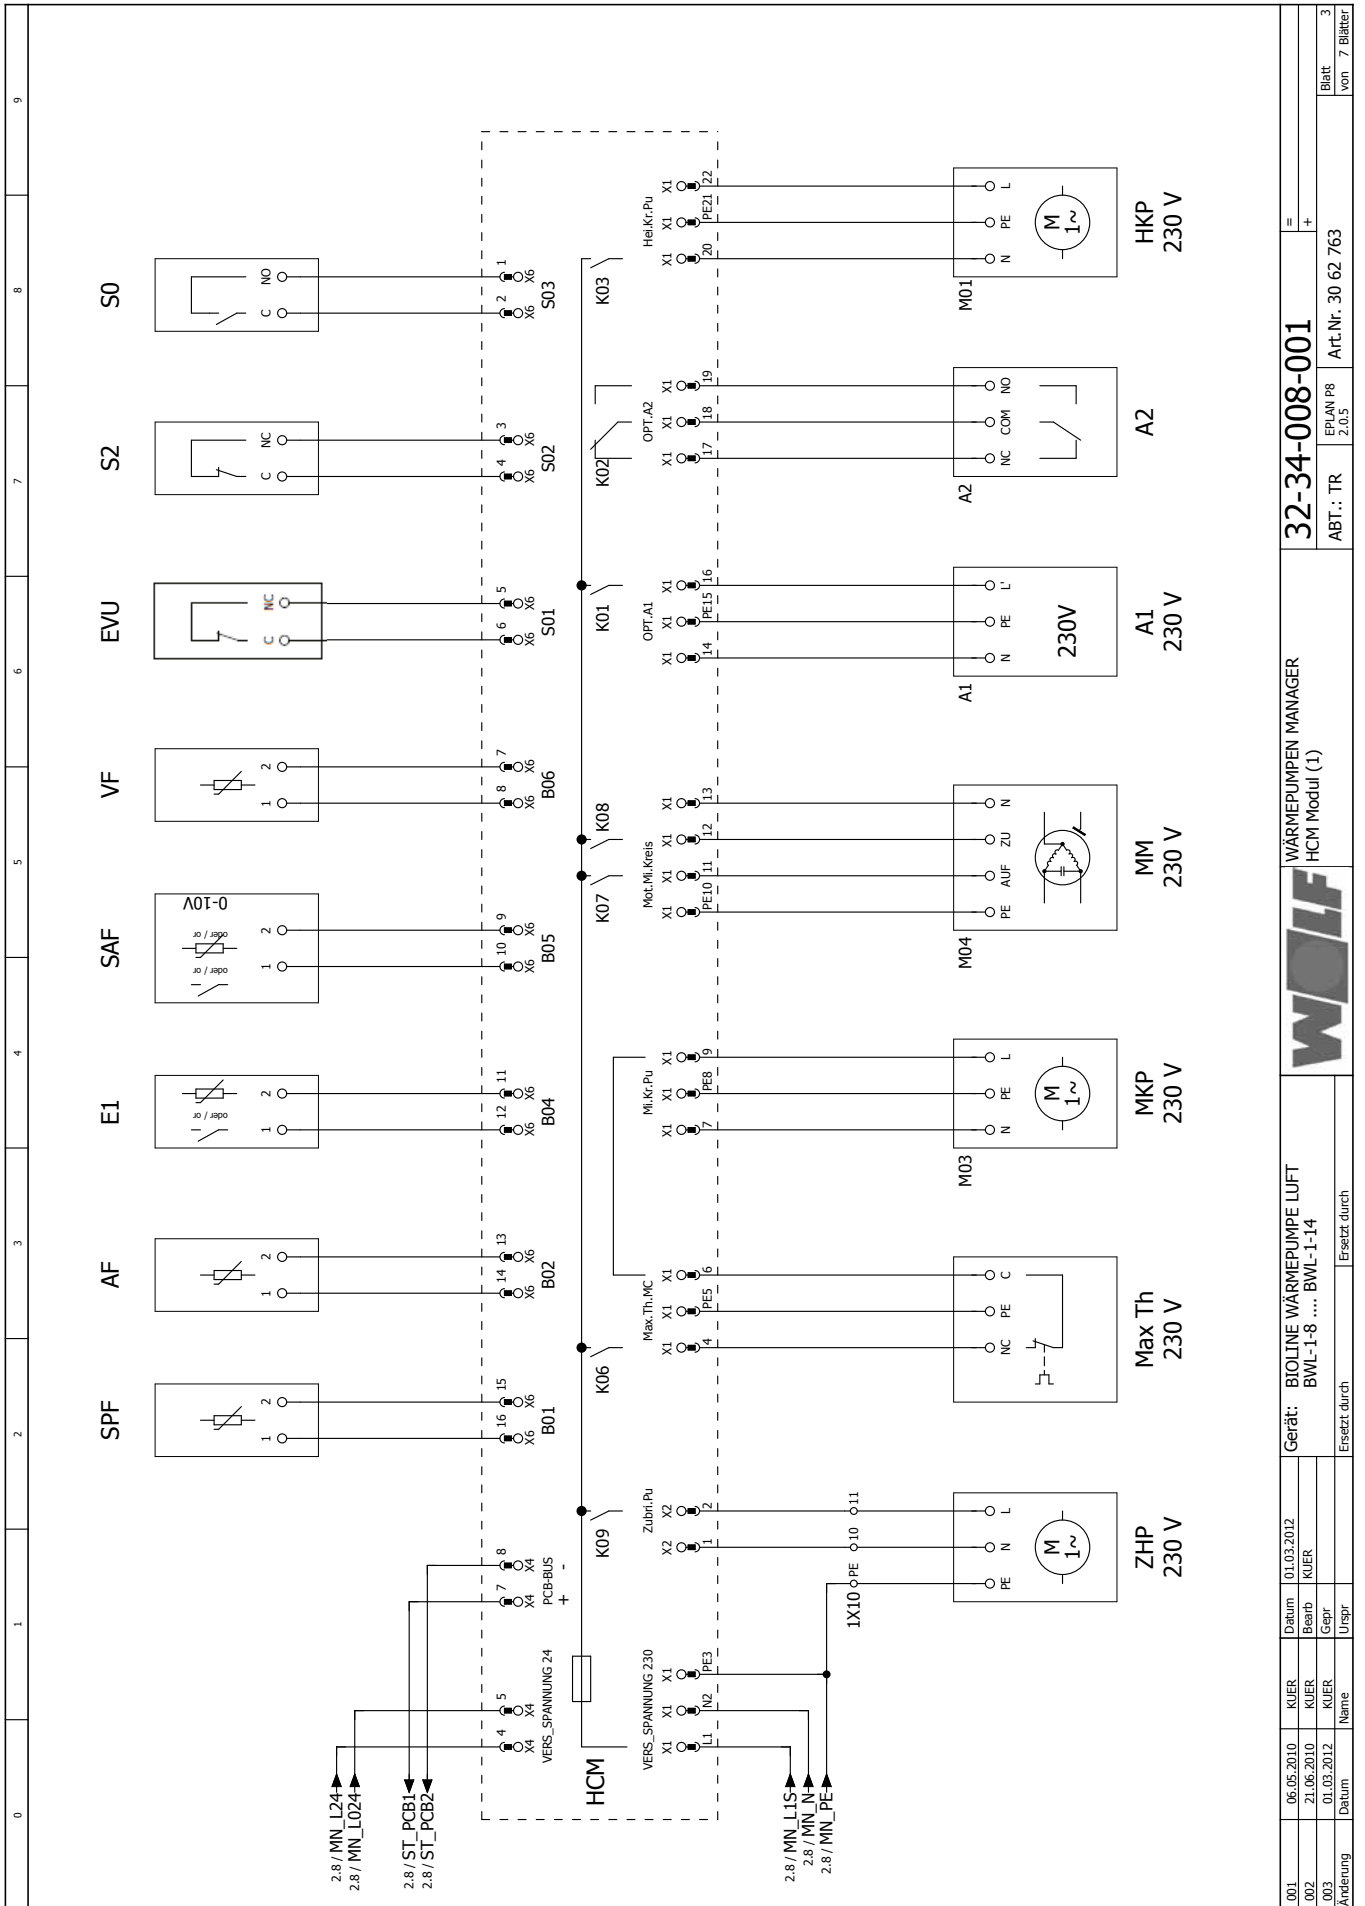 0 1 2 3 4 5 6 7 8 9
SPF AF E1 SAF VF EVU S2 S0
oder / or
oder / or oder / or 0-10V
1 2 1 2 1 2 1 2 1 2 C NC C NC C NO
2.8 / MN_L24
2.8 / MN_L024
2.8 / ST_PCB1
2.8 / ST_PCB2
4 5 7 8 16 15 14 13 12 11 10 9 8 7 6 5 4 3 2 1
X4 X4 X4 X4 X6 X6 X6 X6 X6 X6 X6 X6 X6 X6 X6 X6 X6 X6 X6 X6
VERS_SPANNUNG 24
PCB-BUS
+ -
B01 B02 B04 B05 B06 S01 S02 S03
HCM
K09 K06 K07 K08 K01 K02 K03
VERS_SPANNUNG 230 Zubri.Pu Max.Th.MC Mi.Kr.Pu Mot.Mi.Kreis OPT.A1 OPT.A2 Hei.Kr.Pu
X1 X1 X1 X2 X2 X1 X1 X1 X1 X1 X1 X1 X1 X1 X1 X1 X1 X1 X1 X1 X1 X1 X1 X1
L1 N2 PE3 1 2 4 PE5 6 7 PE8 9 PE10 11 12 13 14 PE15 16 17 18 19 20 PE21 22
2.8 / MN_L1S
2.8 / MN_N
2.8 / MN_PE
1X10 PE 10 11
M03 M04 A1 A2 M01
PE N L NC PE C N PE L PE AUF ZU N N PE L' NC COM NO N PE L
M 1~ M 1~ 230V M 1~
ZHP 230 V
Max Th 230 V
MKP 230 V
MM 230 V
A1 230 V
A2
HKP 230 V
001 06.05.2010 KUER Datum 01.03.2012
002 21.06.2010 KUER Bearb KUER
003 01.03.2012 KUER Gepr
Änderung Datum Name Urspr Ersetzt durch Ersetzt durch
Gerät: BIOLINE WÄRMEPUMPE LUFT
BWL-1-8 .... BWL-1-14
WOLF
WÄRMEPUMPEN MANAGER
HCM Modul (1)
32-34-008-001
=
+
ABT.: TR
EPLAN P8
2.0.5
Art.Nr. 30 62 763
Blatt 3
von 7 Blätter